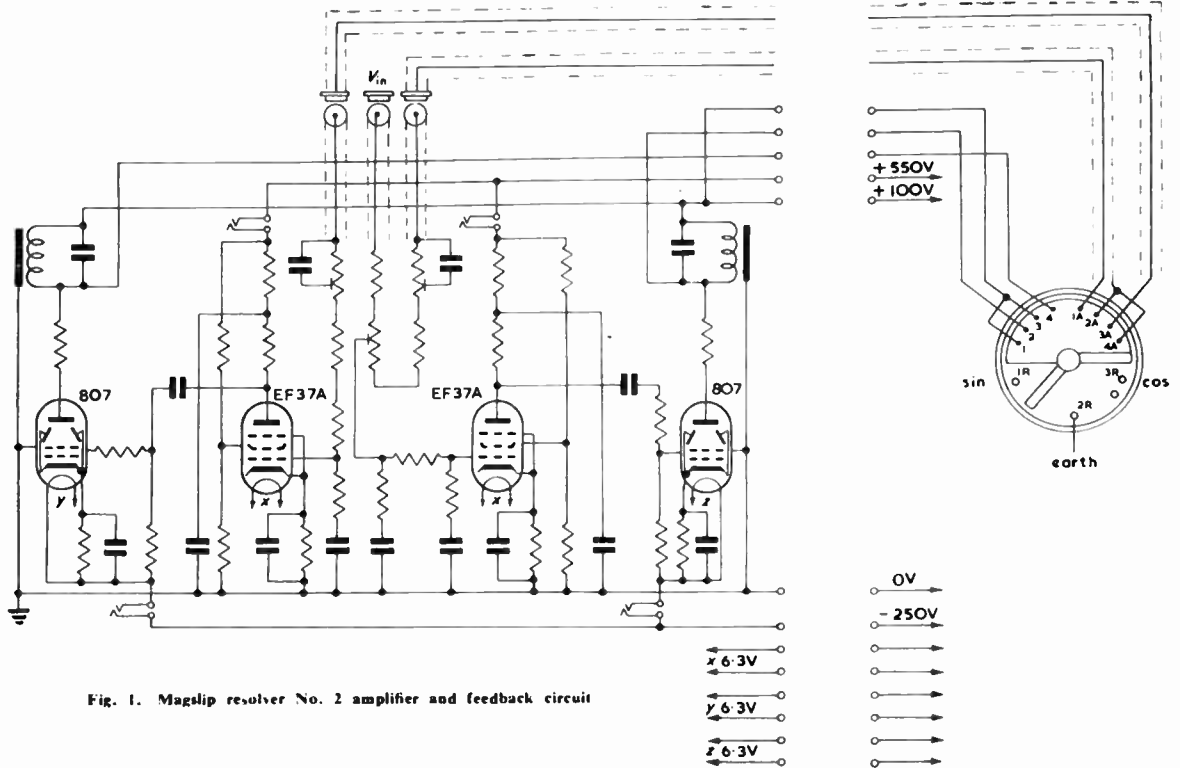 Vin
+ 550V
+ 100V
4
3
2
1
1A
2A
3A
4A
sin
1R
3R
cos
2R
earth
807
EF37A
EF37A
807
y
x
x
z
0V
- 250V
x 6·3V
y 6·3V
z 6·3V
Fig. 1. Magslip resolver No. 2 amplifier and feedback circuit